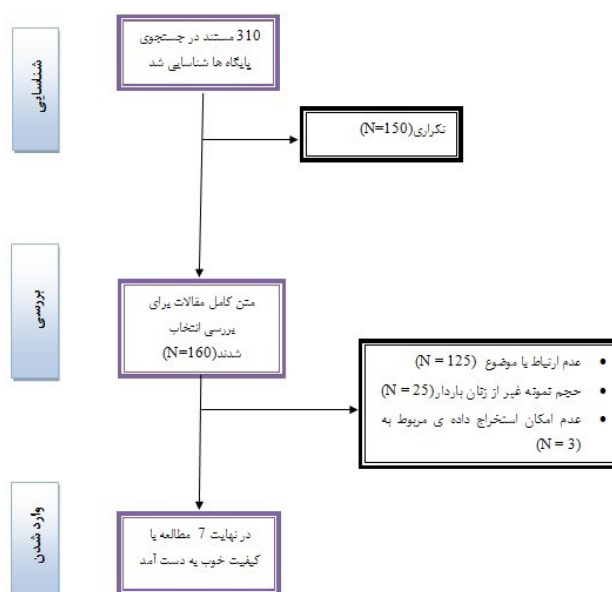 شناسایی
310 مستند در جستجوی
پایگاه ها شناسایی شد
تکراری(N=150)
بررسی
متن کامل مقالات برای
بررسی انتخاب
شدند(N=160)
عدم ارتباط با موضوع (N = 125)
حجم نمونه غیر از زنان باردار(N = 25)
عدم امکان استخراج داده ی مربوط به
(N = 3)
وارد شدن
در نهایت 7 مطالعه با
کیفیت خوب به دست آمد